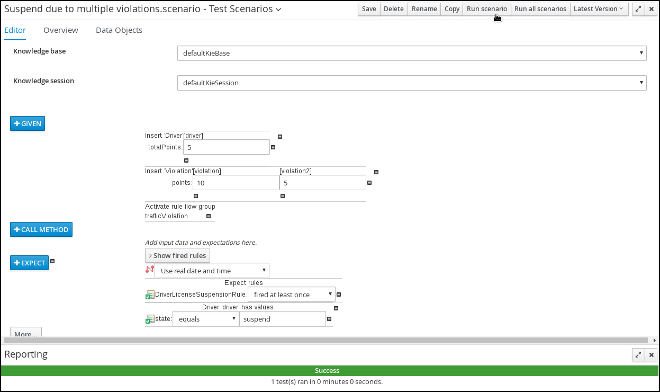 Suspend due to multiple violations.scenario - Test Scenarios
Save Delete Rename Copy Run scenario Run all scenarios Latest Version
Editor Overview Data Objects
Knowledge base defaultKieBase
Knowledge session defaultKieSession
+ GIVEN
Insert 'Driver'[driver]
totalPoints: 5
Insert 'Violation'[violation] [violation2]
points: 10 5
Activate rule flow group
trafficViolation
+ CALL METHOD
Add input data and expectations here.
+ EXPECT
> Show fired rules
Use real date and time
Expect rules
DriverLicenseSuspensionRule: fired at least once
Driver 'driver' has values
state: equals suspend
More...
Reporting
Success
1 test(s) ran in 0 minutes 0 seconds.